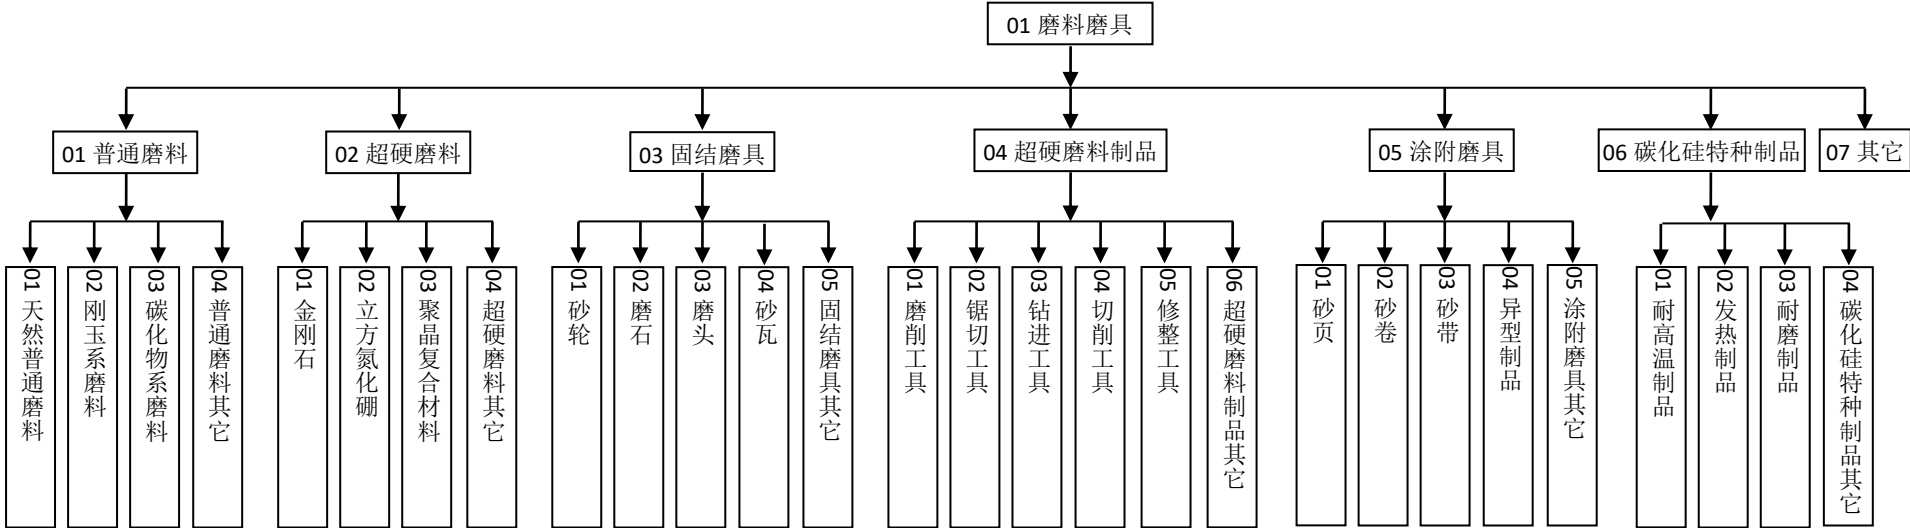 01 磨料磨具
01 普通磨料
02 超硬磨料
03 固结磨具
04 超硬磨料制品
05 涂附磨具
06 碳化硅特种制品
07 其它
01 天然普通磨料
02 刚玉系磨料
03 碳化物系磨料
04 普通磨料其它
01 金刚石
02 立方氮化硼
03 聚晶复合材料
04 超硬磨料其它
01 砂轮
02 磨石
03 磨头
04 砂瓦
05 固结磨具其它
01 磨削工具
02 锯切工具
03 钻进工具
04 切削工具
05 修整工具
06 超硬磨料制品其它
01 砂页
02 砂卷
03 砂带
04 异型制品
05 涂附磨具其它
01 耐高温制品
02 发热制品
03 耐磨制品
04 碳化硅特种制品其它